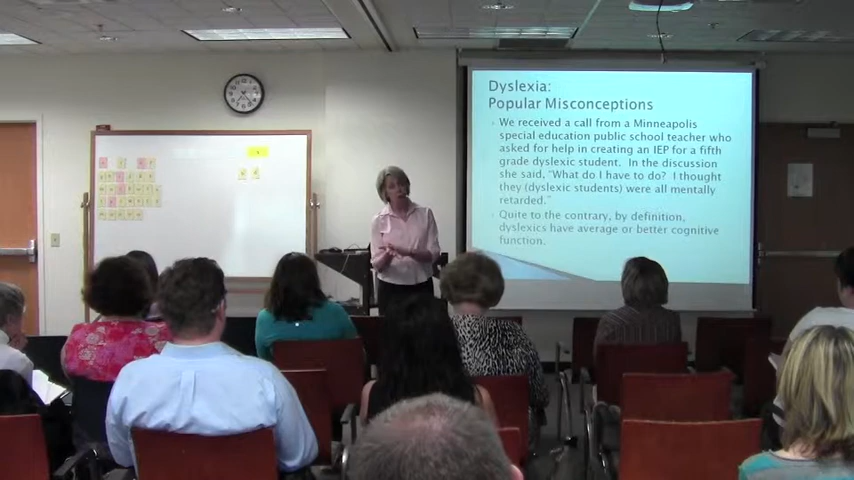 Dyslexia:
Popular Misconceptions
We received a call from a Minneapolis
special education public school teacher who
asked for help in creating an IEP for a fifth
grade dyslexic student. In the discussion
she said, "What do I have to do? I thought
they (dyslexic students) were all mentally
retarded."
Quite to the contrary, by definition,
dyslexics have average or better cognitive
function.